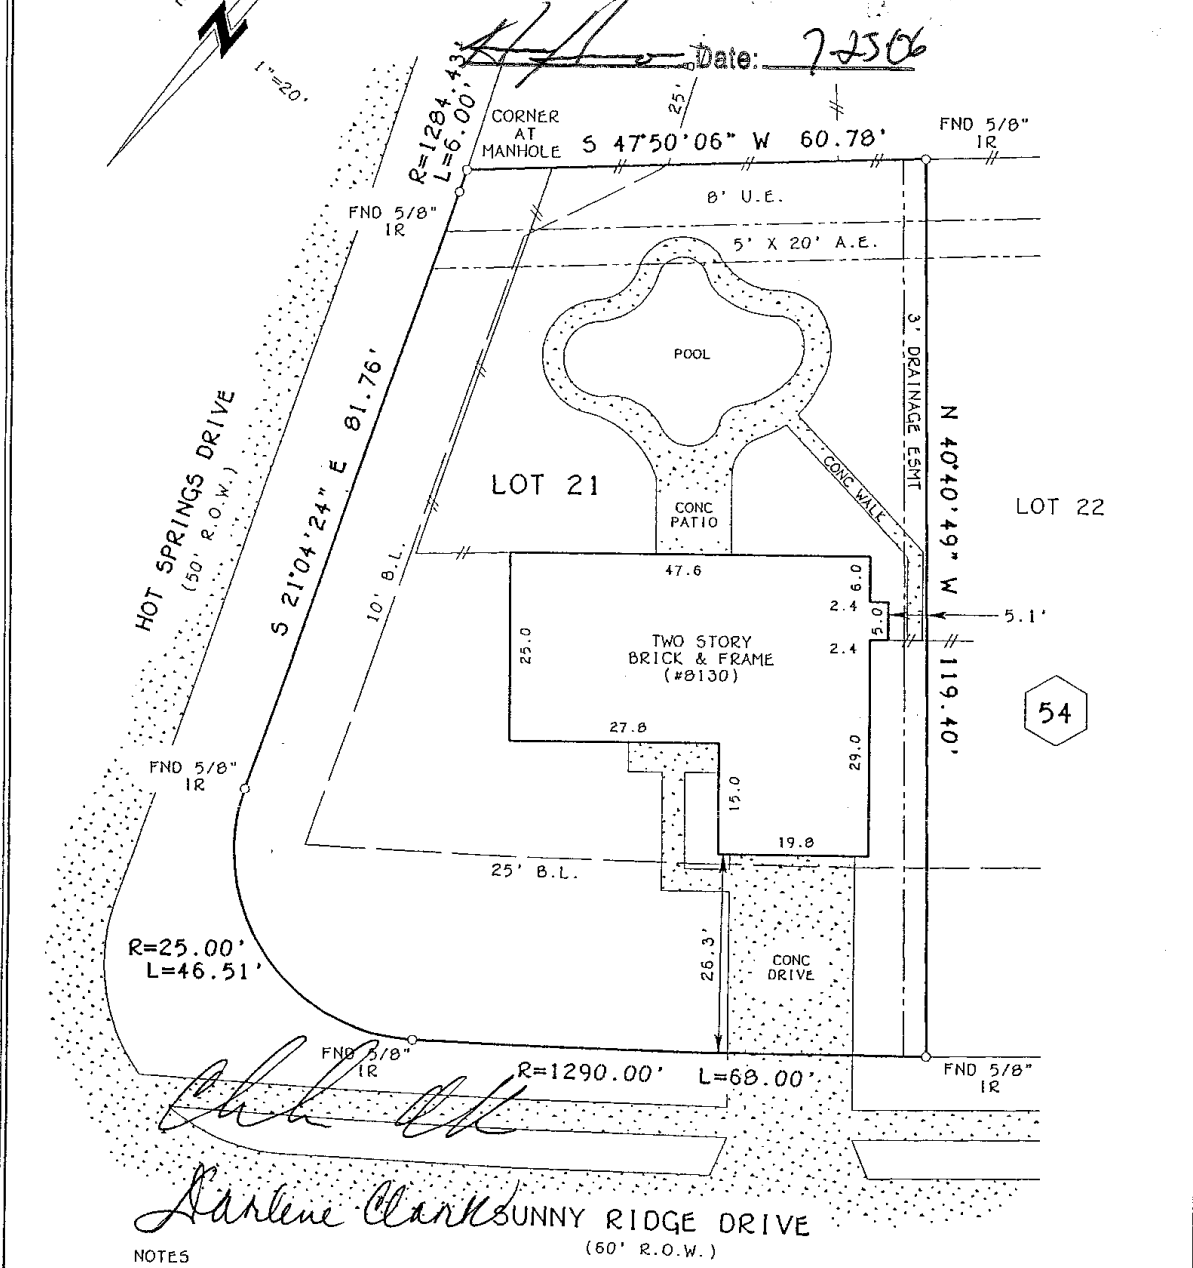 1"=20'
Date: 7-25-06
R=1284.43'
L=6.00'
CORNER
AT
MANHOLE
25'
S 47°50'06" W 60.78'
FND 5/8"
IR
FND 5/8"
IR
8' U.E.
5' X 20' A.E.
POOL
3' DRAINAGE ESMT
S 21°04'24" E 81.76'
HOT SPRINGS DRIVE
(50' R.O.W.)
N 40°40'49" W 119.40'
LOT 21
CONC WALK
LOT 22
CONC
PATIO
10' B.L.
47.6
6.0
2.4
5.0
5.1'
25.0
TWO STORY
BRICK & FRAME
(#8130)
2.4
54
27.8
29.0
FND 5/8"
IR
15.0
19.8
25' B.L.
R=25.00'
L=46.51'
26.3'
CONC
DRIVE
FND 5/8"
IR
R=1290.00' L=68.00'
FND 5/8"
IR
Darlene Clark
SUNNY RIDGE DRIVE
(60' R.O.W.)
NOTES